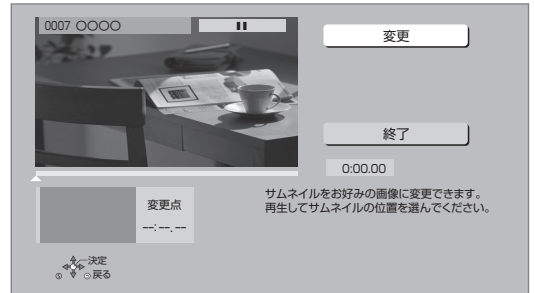 0007 〇〇〇〇
変更
終了
0:00.00
サムネイルをお好みの画像に変更できます。
再生してサムネイルの位置を選んでください。
変更点
--:--.--
決定
戻る